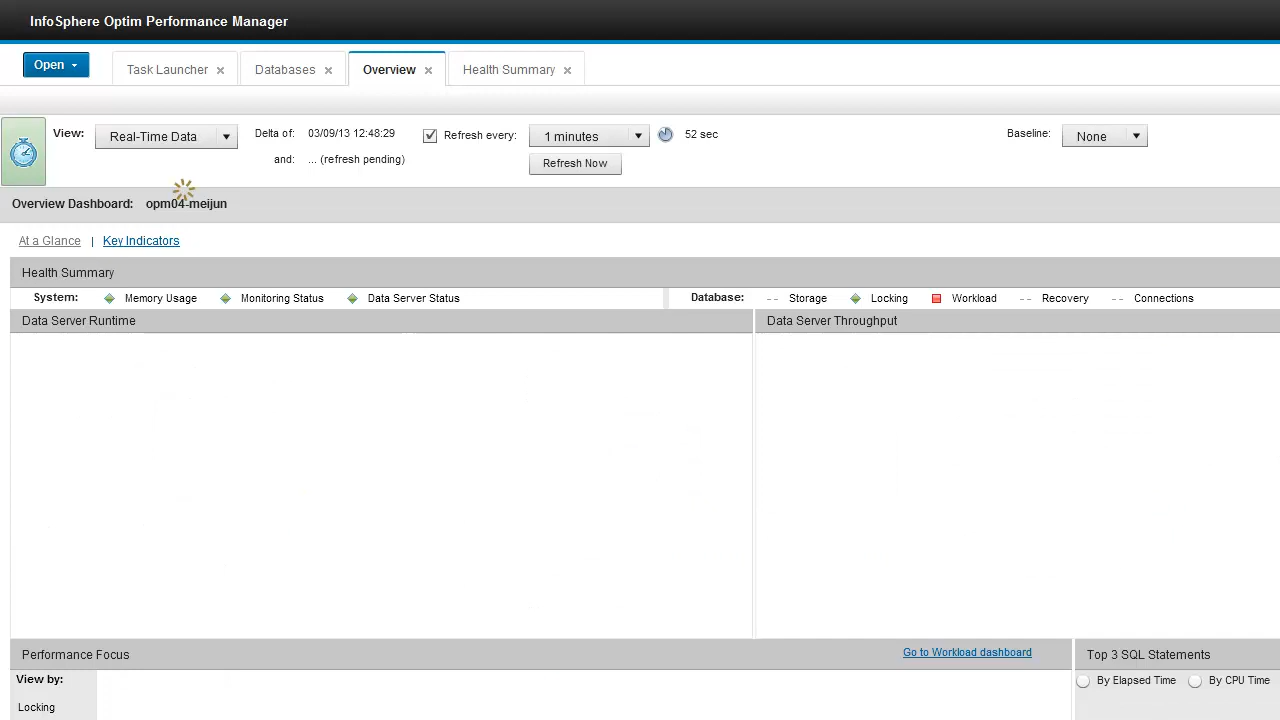 InfoSphere Optim Performance Manager
Open
Task Launcher
Databases
Overview
Health Summary
View:
Real-Time Data
Delta of: 03/09/13 12:48:29
and: ... (refresh pending)
Refresh every:
1 minutes
52 sec
Refresh Now
Baseline:
None
Overview Dashboard: opm04-meijun
At a Glance | Key Indicators
Health Summary
System: Memory Usage Monitoring Status Data Server Status
Database: -- Storage Locking Workload -- Recovery -- Connections
Data Server Runtime
Data Server Throughput
Performance Focus
Go to Workload dashboard
Top 3 SQL Statements
View by:
By Elapsed Time By CPU Time
Locking